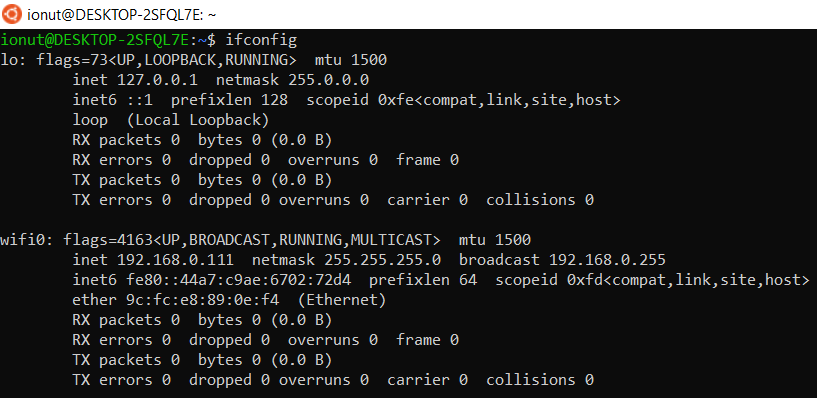 ionut@DESKTOP-2SFQL7E: ~
ionut@DESKTOP-2SFQL7E:~$ ifconfig
lo: flags=73<UP,LOOPBACK,RUNNING>  mtu 1500
        inet 127.0.0.1  netmask 255.0.0.0
        inet6 ::1  prefixlen 128  scopeid 0xfe<compat,link,site,host>
        loop  (Local Loopback)
        RX packets 0  bytes 0 (0.0 B)
        RX errors 0  dropped 0  overruns 0  frame 0
        TX packets 0  bytes 0 (0.0 B)
        TX errors 0  dropped 0 overruns 0  carrier 0  collisions 0

wifi0: flags=4163<UP,BROADCAST,RUNNING,MULTICAST>  mtu 1500
        inet 192.168.0.111  netmask 255.255.255.0  broadcast 192.168.0.255
        inet6 fe80::44a7:c9ae:6702:72d4  prefixlen 64  scopeid 0xfd<compat,link,site,host>
        ether 9c:fc:e8:89:0e:f4  (Ethernet)
        RX packets 0  bytes 0 (0.0 B)
        RX errors 0  dropped 0  overruns 0  frame 0
        TX packets 0  bytes 0 (0.0 B)
        TX errors 0  dropped 0 overruns 0  carrier 0  collisions 0